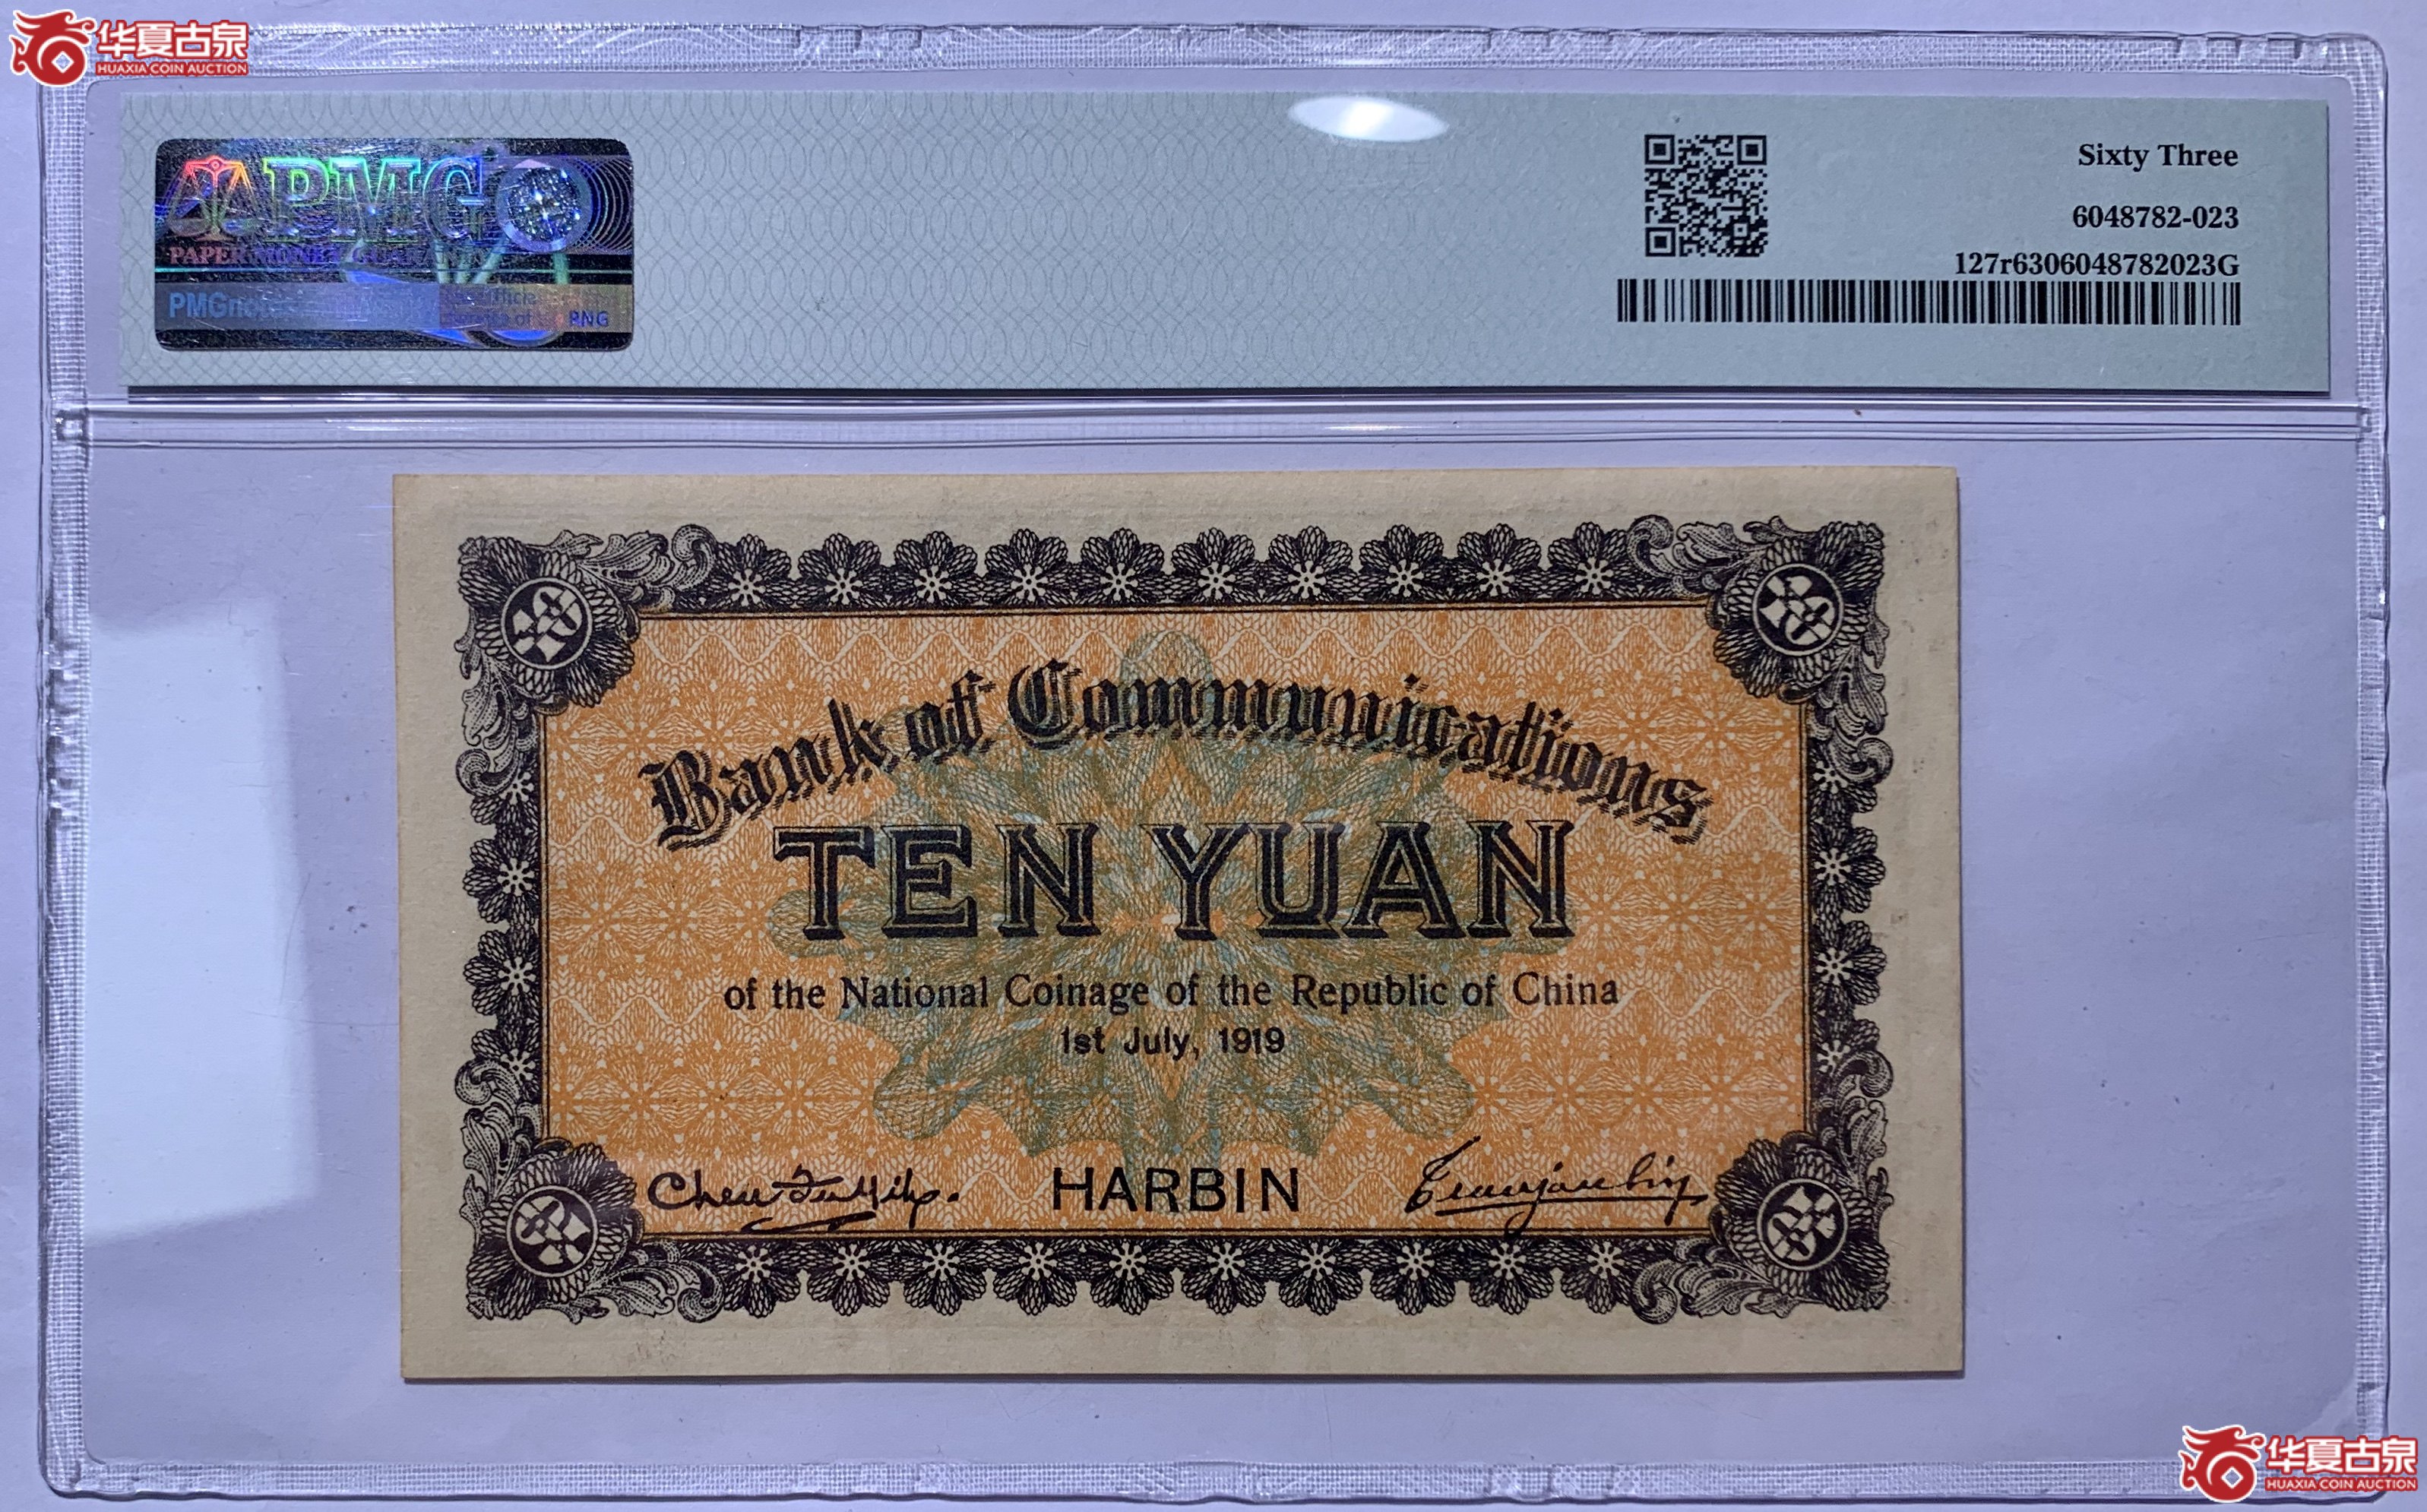 华夏古泉
HUAXIA COIN AUCTION
PMG
PAPER MONEY GUARANTY
PNG
Sixty Three
6048782-023
127r6306048782023G
Bank of Communications
TEN YUAN
of the National Coinage of the Republic of China
1st July, 1919
HARBIN
华夏古泉
HUAXIA COIN AUCTION